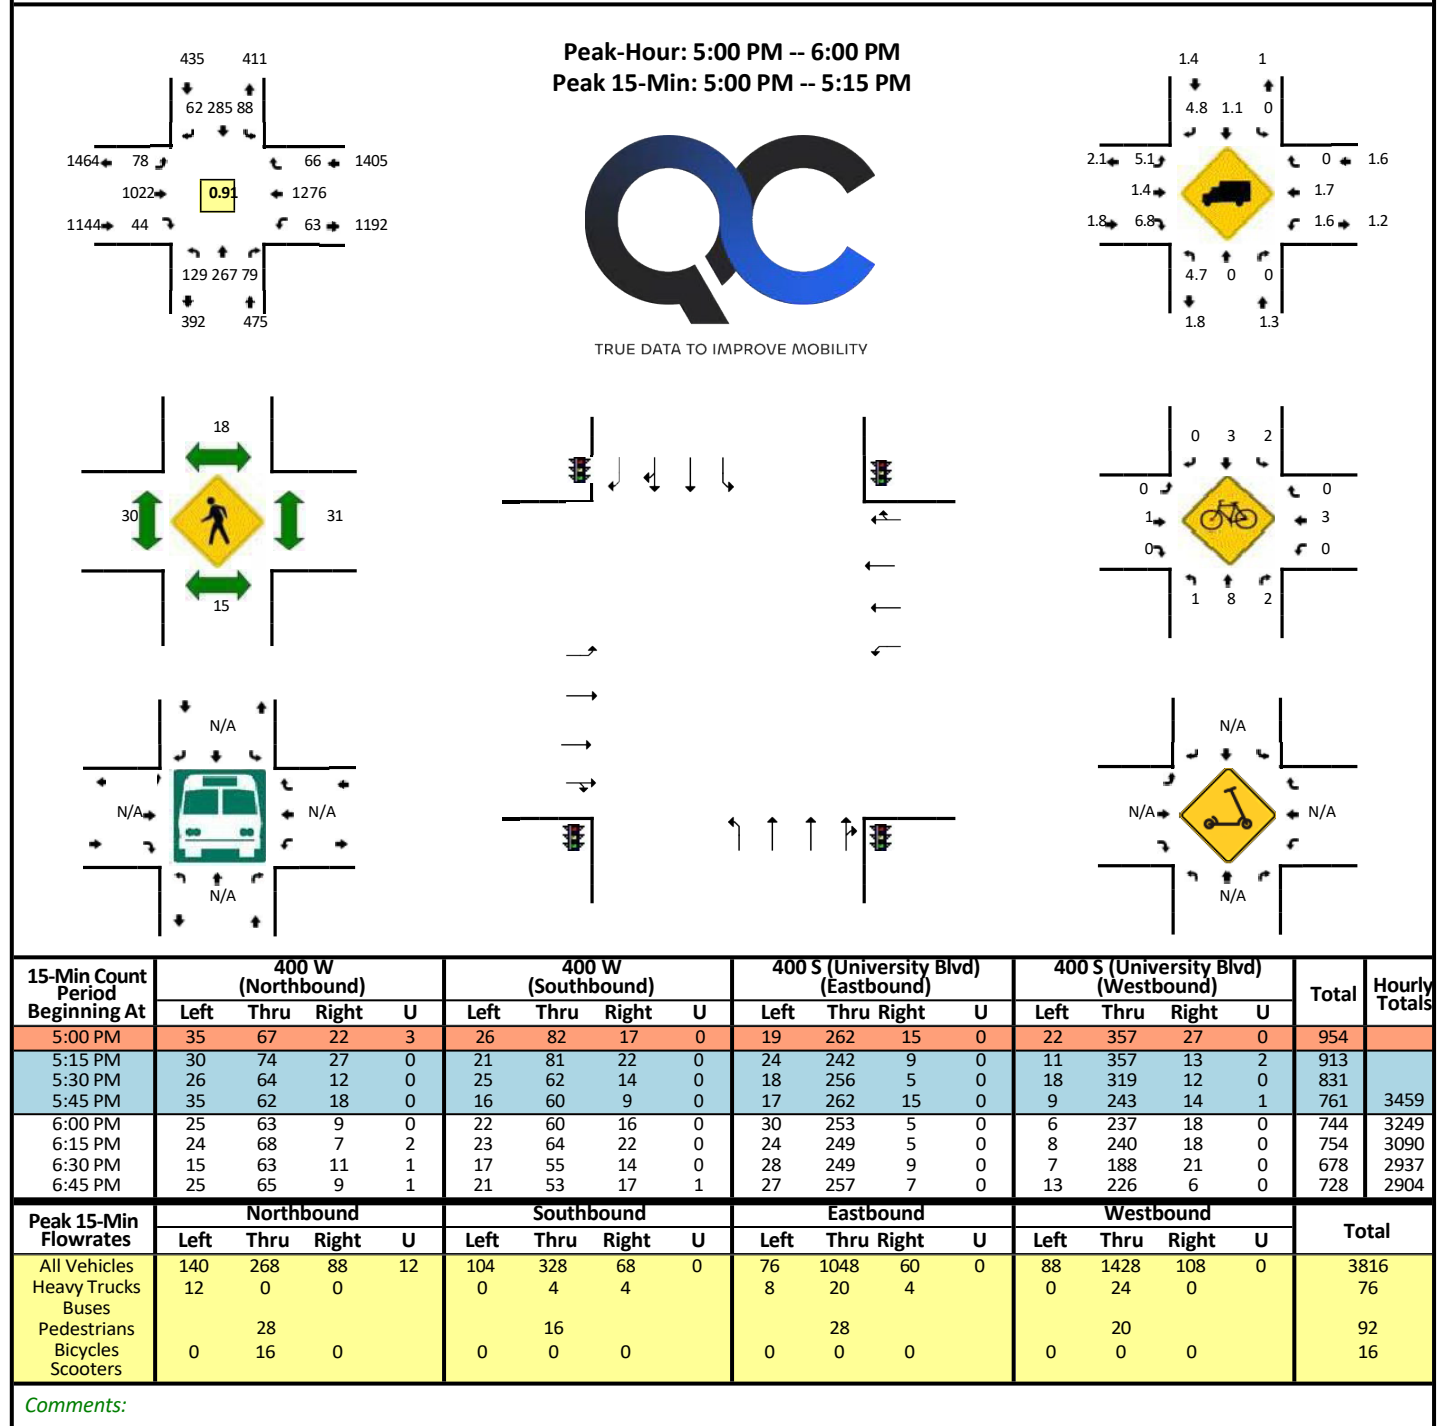 Peak-Hour: 5:00 PM -- 6:00 PM
Peak 15-Min: 5:00 PM -- 5:15 PM
435 411
62 285 88
1464 78 66 1405
1022 0.91 1276
1144 44 63 1192
129 267 79
392 475
QC
TRUE DATA TO IMPROVE MOBILITY
1.4 1
4.8 1.1 0
2.1 5.1 0 1.6
1.4 1.7
1.8 6.8 1.6 1.2
4.7 0 0
1.8 1.3
18
30 31
15
0 3 2
0 0
1 3
0 0
1 8 2
N/A
N/A N/A
N/A
N/A
N/A N/A
N/A
15-Min Count Period Beginning At 400 W (Northbound) 400 W (Southbound) 400 S (University Blvd) (Eastbound) 400 S (University Blvd) (Westbound) Total Hourly Totals
Left Thru Right U Left Thru Right U Left Thru Right U Left Thru Right U
5:00 PM 35 67 22 3 26 82 17 0 19 262 15 0 22 357 27 0 954
5:15 PM 30 74 27 0 21 81 22 0 24 242 9 0 11 357 13 2 913
5:30 PM 26 64 12 0 25 62 14 0 18 256 5 0 18 319 12 0 831
5:45 PM 35 62 18 0 16 60 9 0 17 262 15 0 9 243 14 1 761 3459
6:00 PM 25 63 9 0 22 60 16 0 30 253 5 0 6 237 18 0 744 3249
6:15 PM 24 68 7 2 23 64 22 0 24 249 5 0 8 240 18 0 754 3090
6:30 PM 15 63 11 1 17 55 14 0 28 249 9 0 7 188 21 0 678 2937
6:45 PM 25 65 9 1 21 53 17 1 27 257 7 0 13 226 6 0 728 2904
Peak 15-Min Flowrates Northbound Southbound Eastbound Westbound Total
Left Thru Right U Left Thru Right U Left Thru Right U Left Thru Right U
All Vehicles 140 268 88 12 104 328 68 0 76 1048 60 0 88 1428 108 0 3816
Heavy Trucks 12 0 0 0 4 4 8 20 4 0 24 0 76
Buses
Pedestrians 28 16 28 20 92
Bicycles 0 16 0 0 0 0 0 0 0 0 0 0 16
Scooters
Comments: